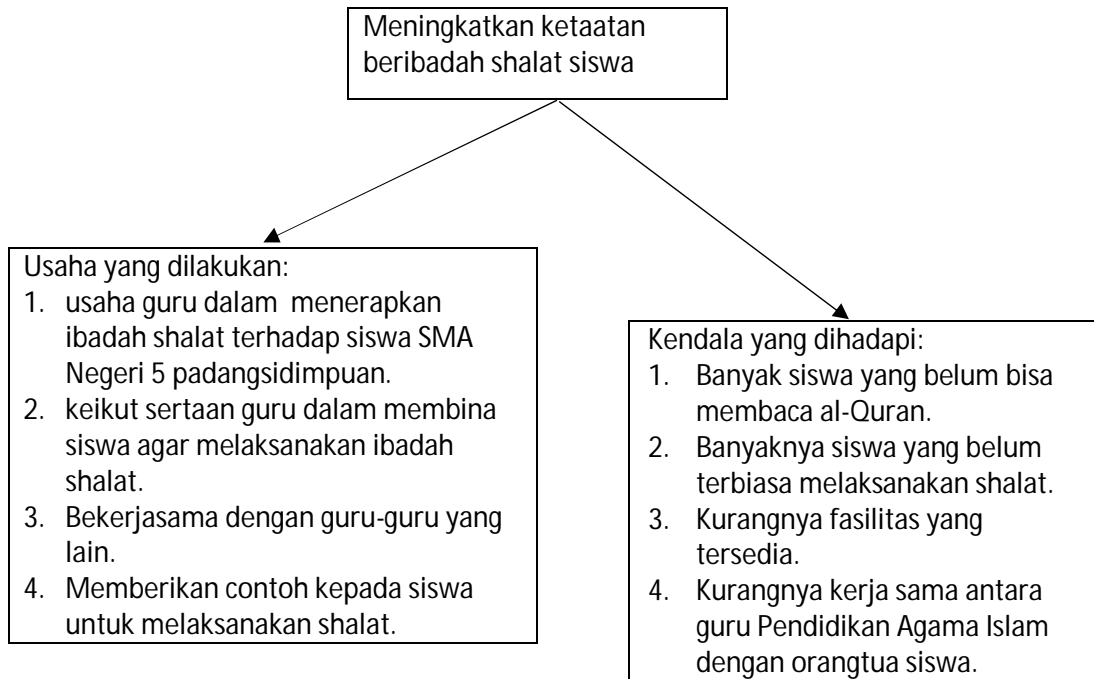 Meningkatkan ketaatan
beribadah shalat siswa
Usaha yang dilakukan:
1. usaha guru dalam menerapkan
ibadah shalat terhadap siswa SMA
Negeri 5 padangsidimpuan.
2. keikut sertaan guru dalam membina
siswa agar melaksanakan ibadah
shalat.
3. Bekerjasama dengan guru-guru yang
lain.
4. Memberikan contoh kepada siswa
untuk melaksanakan shalat.
Kendala yang dihadapi:
1. Banyak siswa yang belum bisa
membaca al-Quran.
2. Banyaknya siswa yang belum
terbiasa melaksanakan shalat.
3. Kurangnya fasilitas yang
tersedia.
4. Kurangnya kerja sama antara
guru Pendidikan Agama Islam
dengan orangtua siswa.